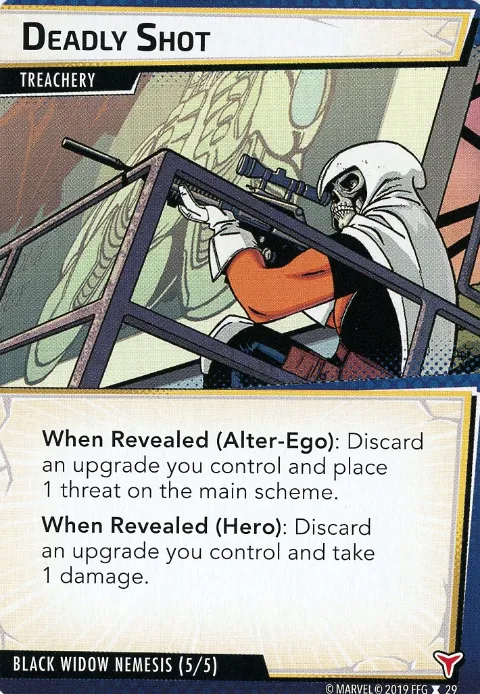 DEADLY SHOT
TREACHERY
When Revealed (Alter-Ego): Discard
an upgrade you control and place
1 threat on the main scheme.
When Revealed (Hero): Discard
an upgrade you control and take
1 damage.
BLACK WIDOW NEMESIS (5/5)
© MARVEL © 2019 FFG 29